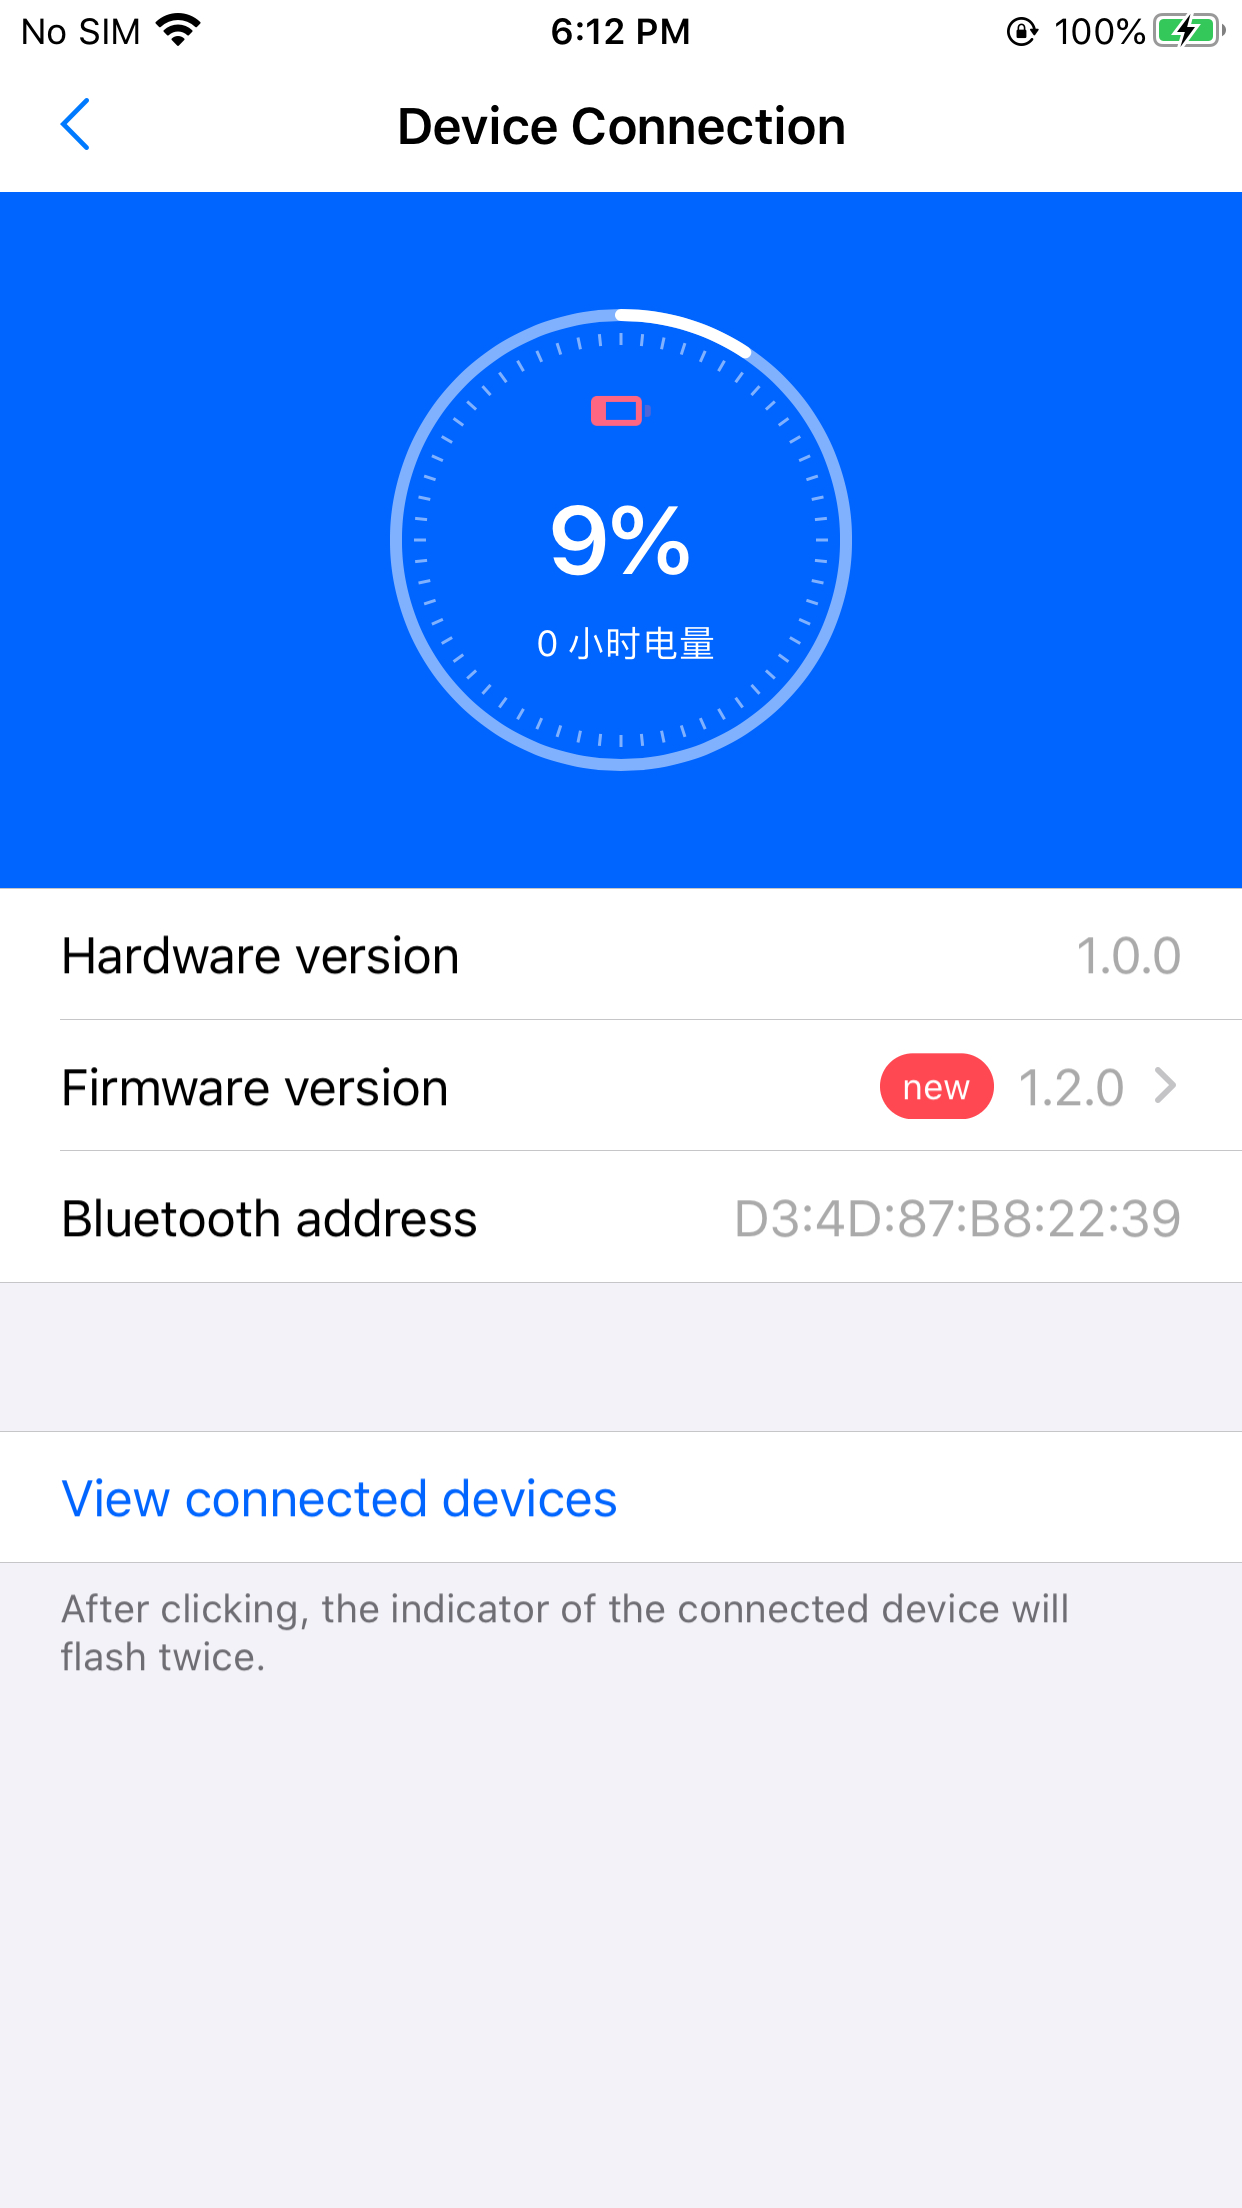 No SIM 6:12 PM 100%
Device Connection
9%
0 小时电量
Hardware version 1.0.0
Firmware version new 1.2.0
Bluetooth address D3:4D:87:B8:22:39
View connected devices
After clicking, the indicator of the connected device will
flash twice.